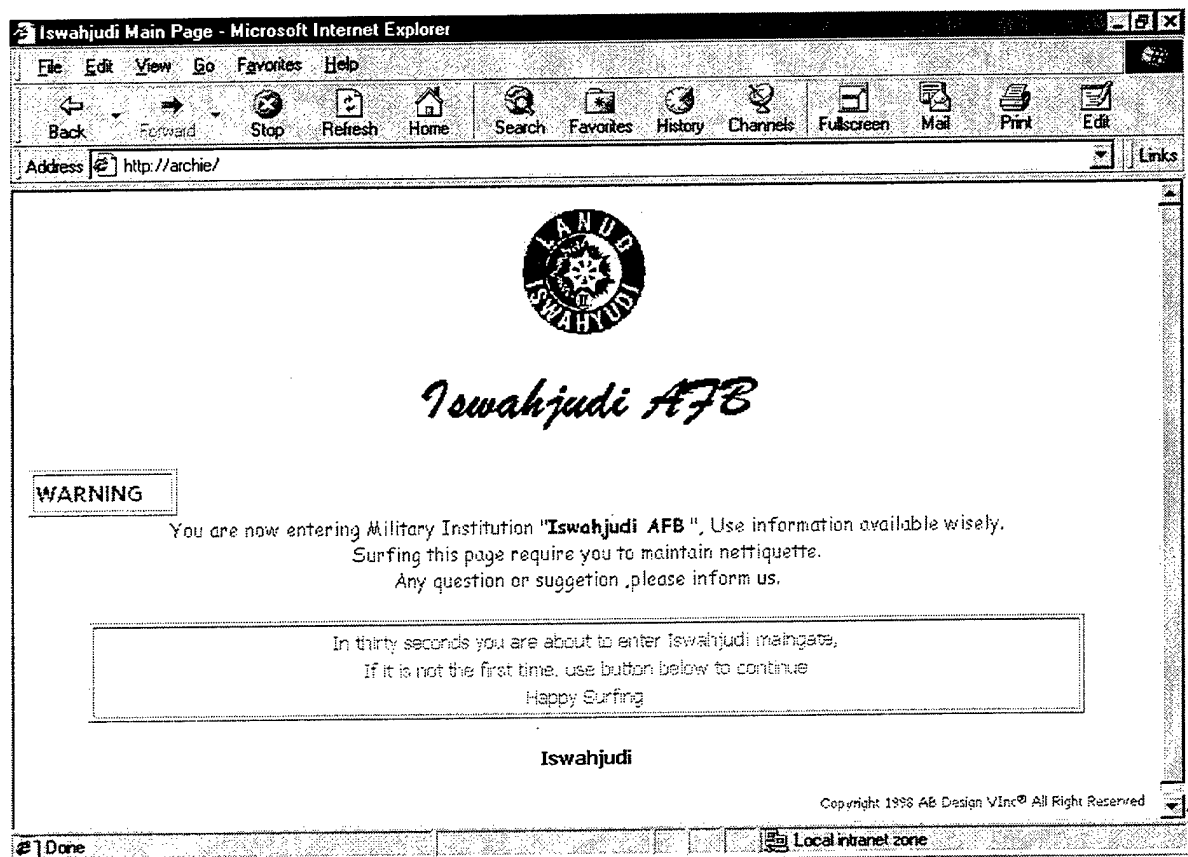 Iswahjudi Main Page - Microsoft Internet Explorer
File Edit View Go Favorites Help
Back Forward Stop Refresh Home Search Favorites History Channels Fullscreen Mail Print Edit
Address http://archie/ Links
LANUD
ISWAHYUDI
Iswahjudi AFB
WARNING
You are now entering Military Institution "Iswahjudi AFB ", Use information available wisely.
Surfing this page require you to maintain nettiquette.
Any question or suggetion ,please inform us.
In thirty seconds you are about to enter Iswahjudi maingate,
If it is not the first time, use button below to continue
Happy Surfing
Iswahjudi
Copyright 1998 AB Design VInc® All Right Reserved
Done Local intranet zone